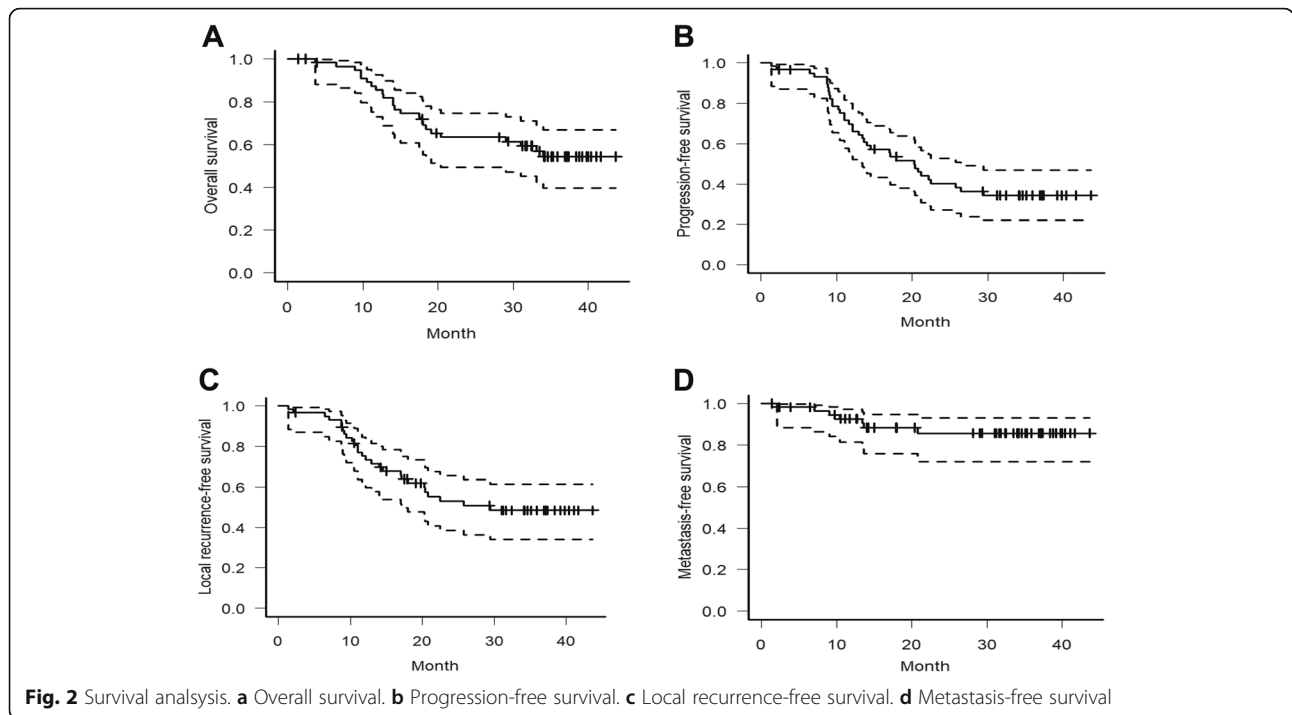 A
Overall survival
1.0
0.8
0.6
0.4
0.2
0.0
0 10 20 30 40
Month
B
Progression-free survival
1.0
0.8
0.6
0.4
0.2
0.0
0 10 20 30 40
Month
C
Local recurrence-free survival
1.0
0.8
0.6
0.4
0.2
0.0
0 10 20 30 40
Month
D
Metastasis-free survival
1.0
0.8
0.6
0.4
0.2
0.0
0 10 20 30 40
Month
Fig. 2 Survival analsysis. a Overall survival. b Progression-free survival. c Local recurrence-free survival. d Metastasis-free survival